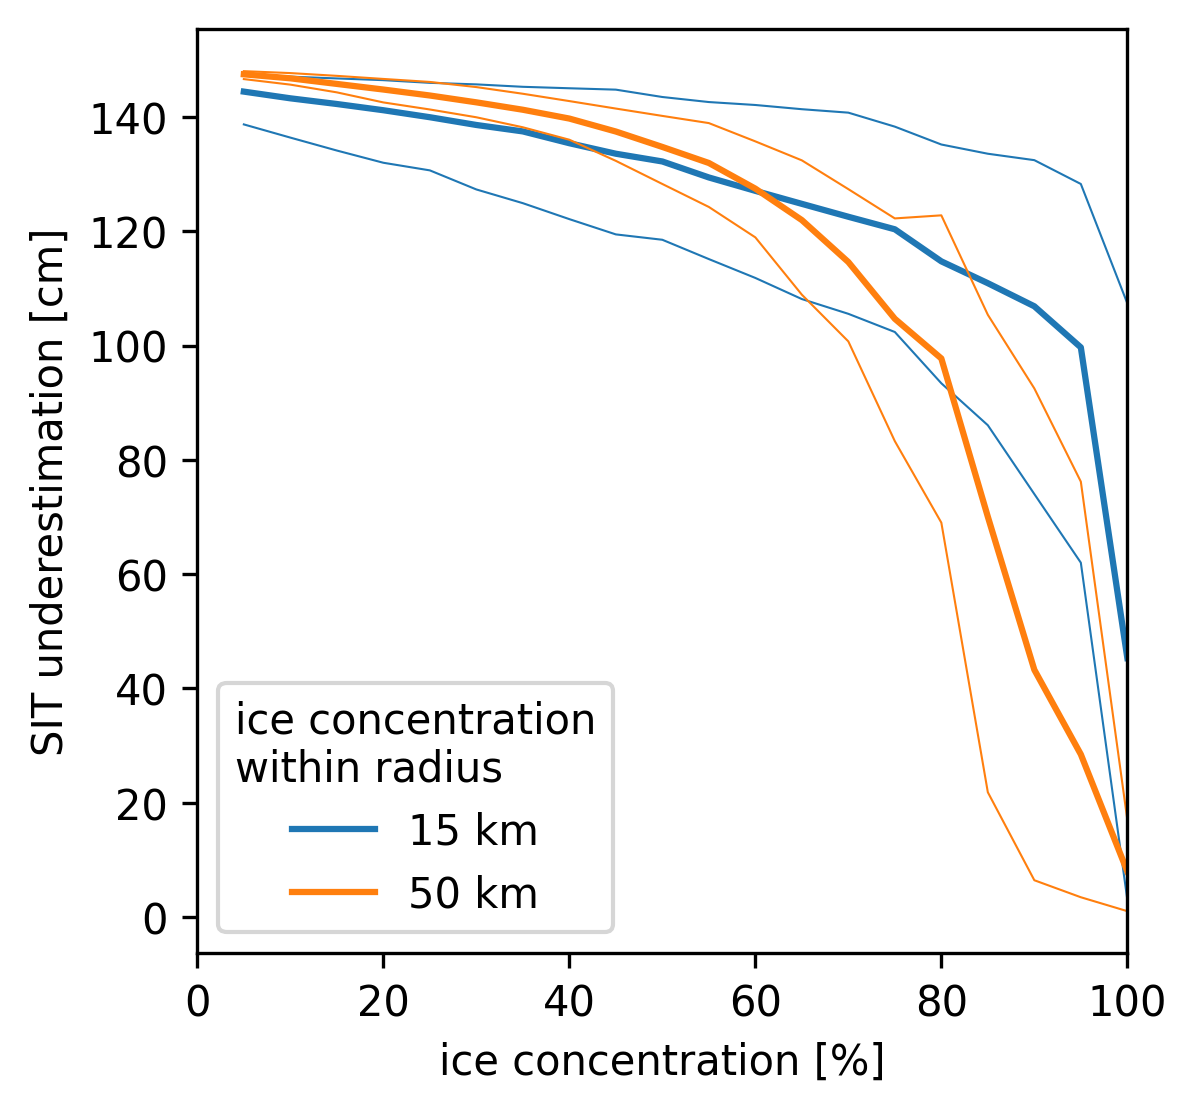 140
120
100
80
60
40
20
0
SIT underestimation [cm]
ice concentration
within radius
15 km
50 km
0 20 40 60 80 100
ice concentration [%]